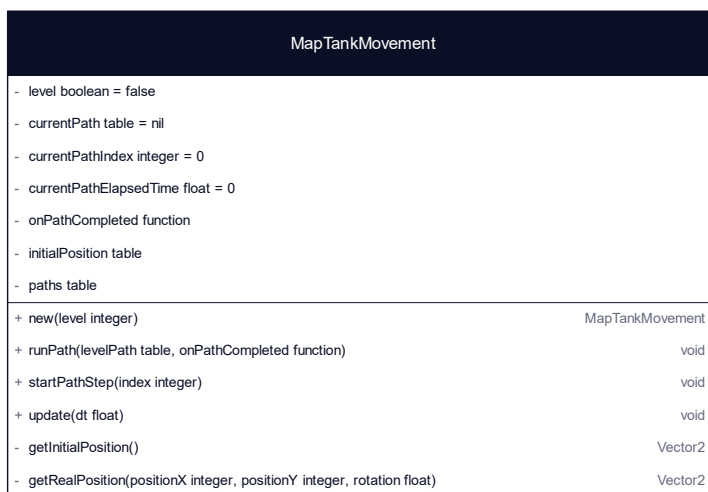 MapTankMovement
- level boolean = false
- currentPath table = nil
- currentPathIndex integer = 0
- currentPathElapsedTime float = 0
- onPathCompleted function
- initialPosition table
- paths table
+ new(level integer) MapTankMovement
+ runPath(levelPath table, onPathCompleted function) void
+ startPathStep(index integer) void
+ update(dt float) void
- getInitialPosition() Vector2
- getRealPosition(positionX integer, positionY integer, rotation float) Vector2